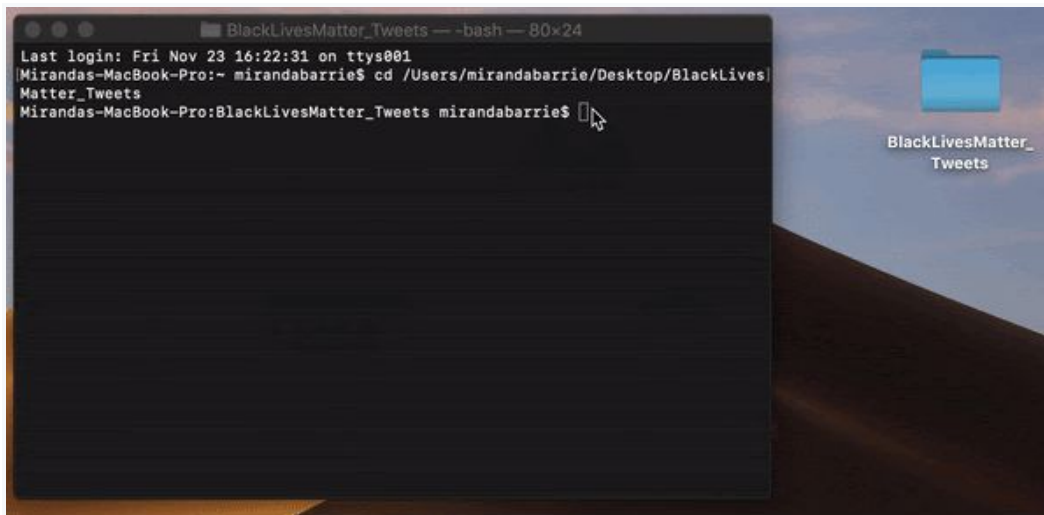 BlackLivesMatter_Tweets — -bash — 80×24
Last login: Fri Nov 23 16:22:31 on ttys001
[Mirandas-MacBook-Pro:~ mirandabarrie$ cd /Users/mirandabarrie/Desktop/BlackLives]
Matter_Tweets
Mirandas-MacBook-Pro:BlackLivesMatter_Tweets mirandabarrie$
BlackLivesMatter_
Tweets